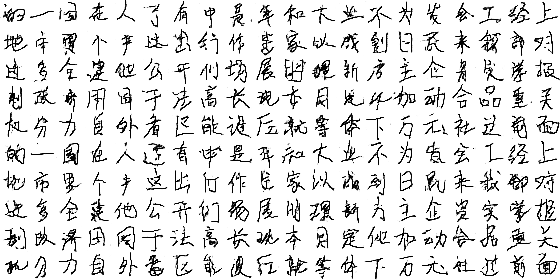 的一国在人了有中是年和大业不为发会工经上
地市要个产这出行作生家以成到日民来我部对
进多全建他公开们场展时理新方主企资实学报
制政济用同于法高长现本月定化加动合品重关
机分力自外者区能设后就等体下万元社过前面
的一国在人了有中是年和大业不为发会工经上
地市要个产这出行作生家以成到日民来我部对
进多全建他公开们场展时理新方主企资实学报
制政济用同于法高长现本月定化加动合品重关
机分力自外者区能设后就等体下万元社过前面